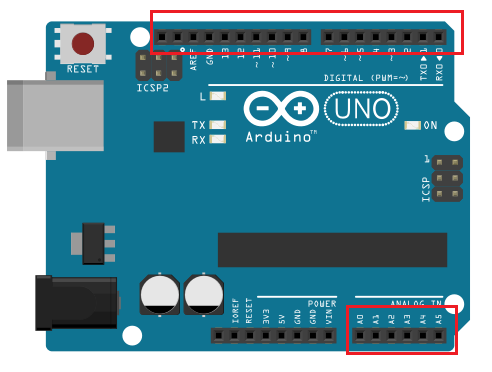 RESET
ICSP2
AREF
GND
13
12
~11
~10
~9
8
7
~6
~5
4
~3
2
TX0▶1
RX0◀0
DIGITAL (PWM=~)
L
TX
RX
Arduino™
UNO
ON
1
ICSP
POWER
ANALOG IN
IOREF
RESET
3V3
5V
GND
GND
VIN
A0
A1
A2
A3
A4
A5